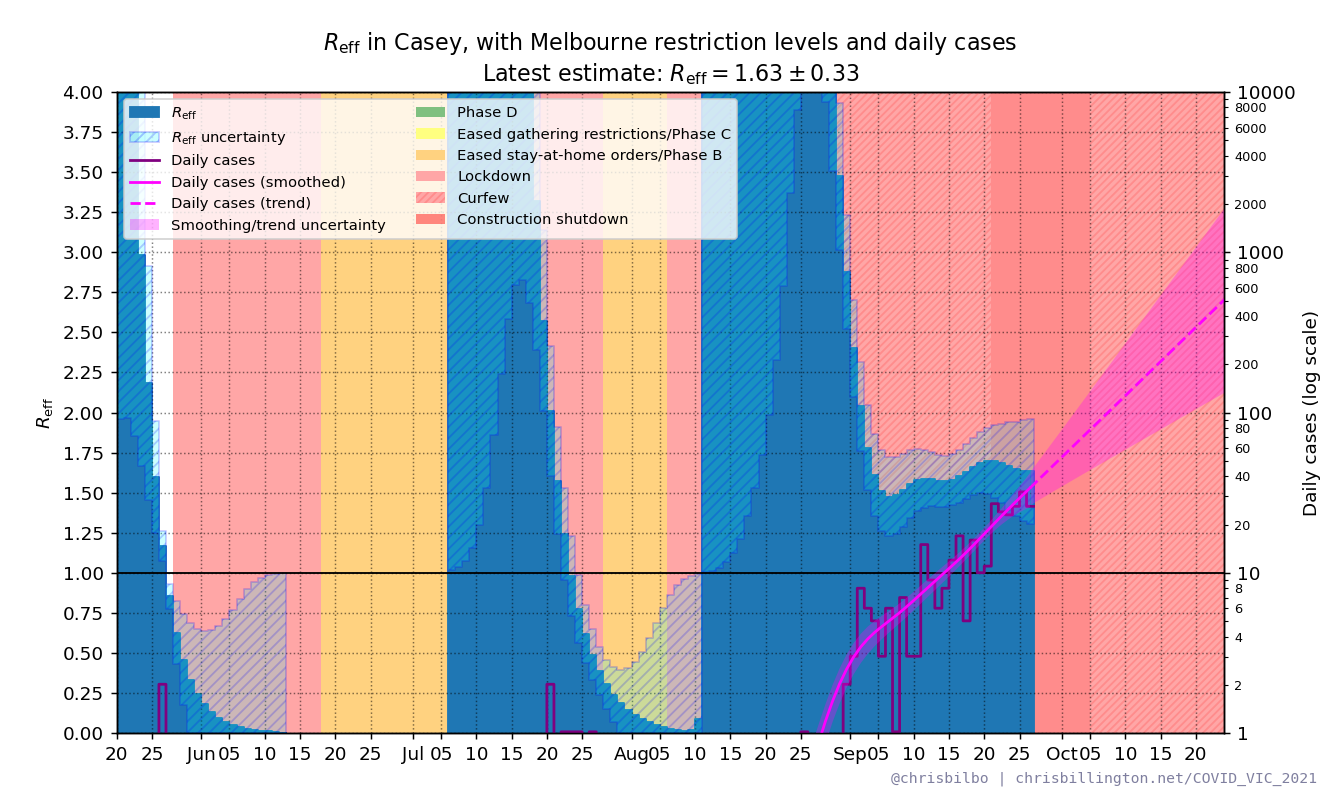 R_eff in Casey, with Melbourne restriction levels and daily cases
Latest estimate: R_eff = 1.63 ± 0.33
R_eff
R_eff uncertainty
Daily cases
Daily cases (smoothed)
Daily cases (trend)
Smoothing/trend uncertainty
Phase D
Eased gathering restrictions/Phase C
Eased stay-at-home orders/Phase B
Lockdown
Curfew
Construction shutdown
R_eff
4.00
3.75
3.50
3.25
3.00
2.75
2.50
2.25
2.00
1.75
1.50
1.25
1.00
0.75
0.50
0.25
0.00
10000
8000
6000
4000
2000
1000
800
600
400
200
100
80
60
40
20
10
8
6
4
2
1
Daily cases (log scale)
20 25 Jun 05 10 15 20 25 Jul 05 10 15 20 25 Aug 05 10 15 20 25 Sep 05 10 15 20 25 Oct 05 10 15 20
@chrisbilbo | chrisbillington.net/COVID_VIC_2021